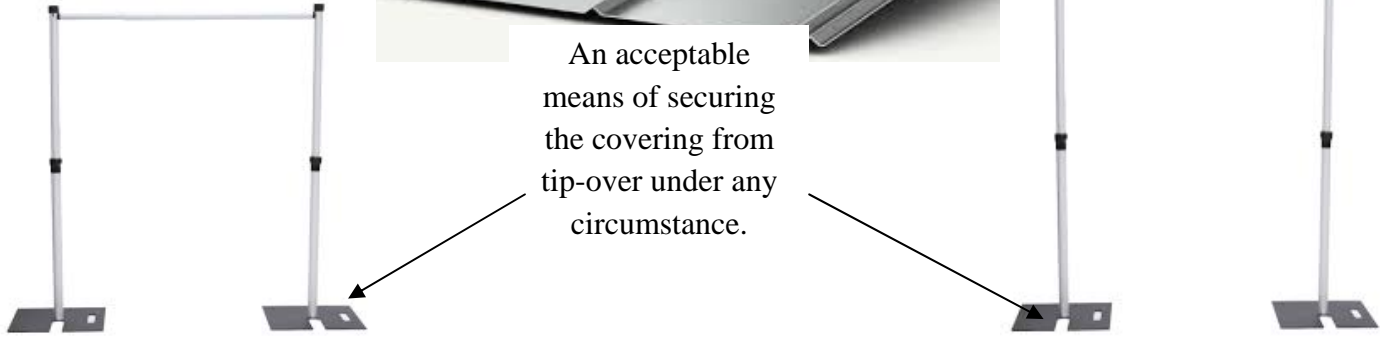 An acceptable
means of securing
the covering from
tip-over under any
circumstance.